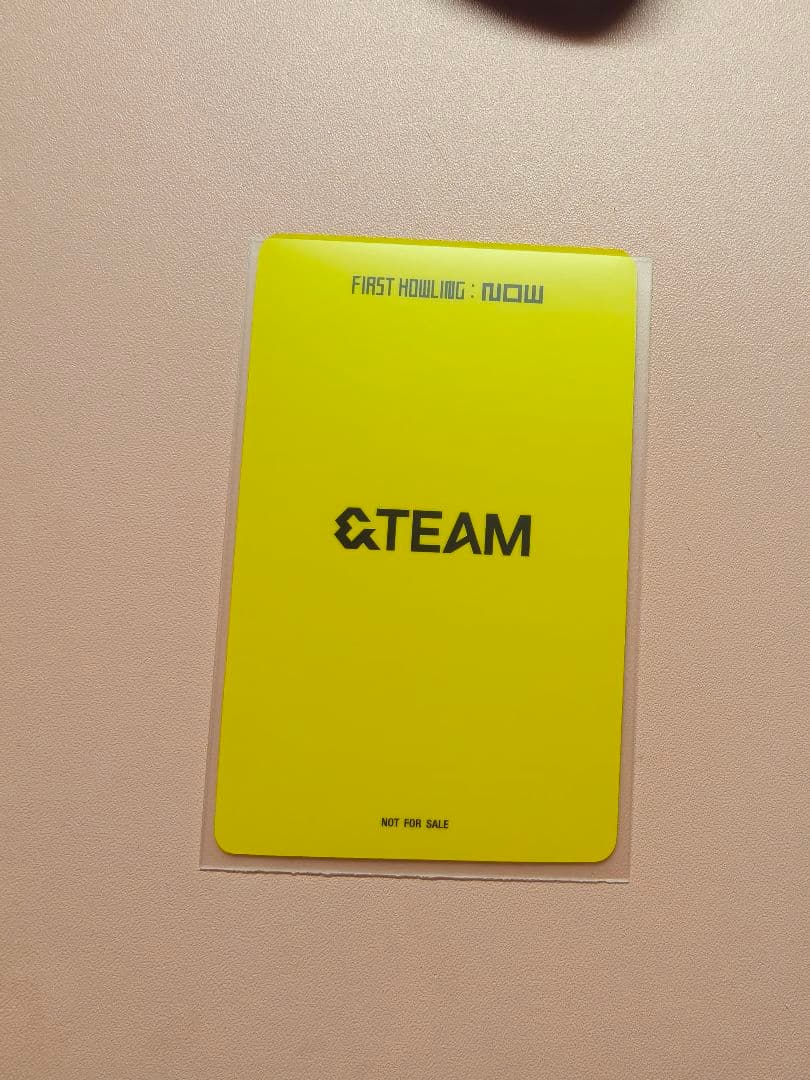 FIRST HOWLING : NOW
&TEAM
NOT FOR SALE